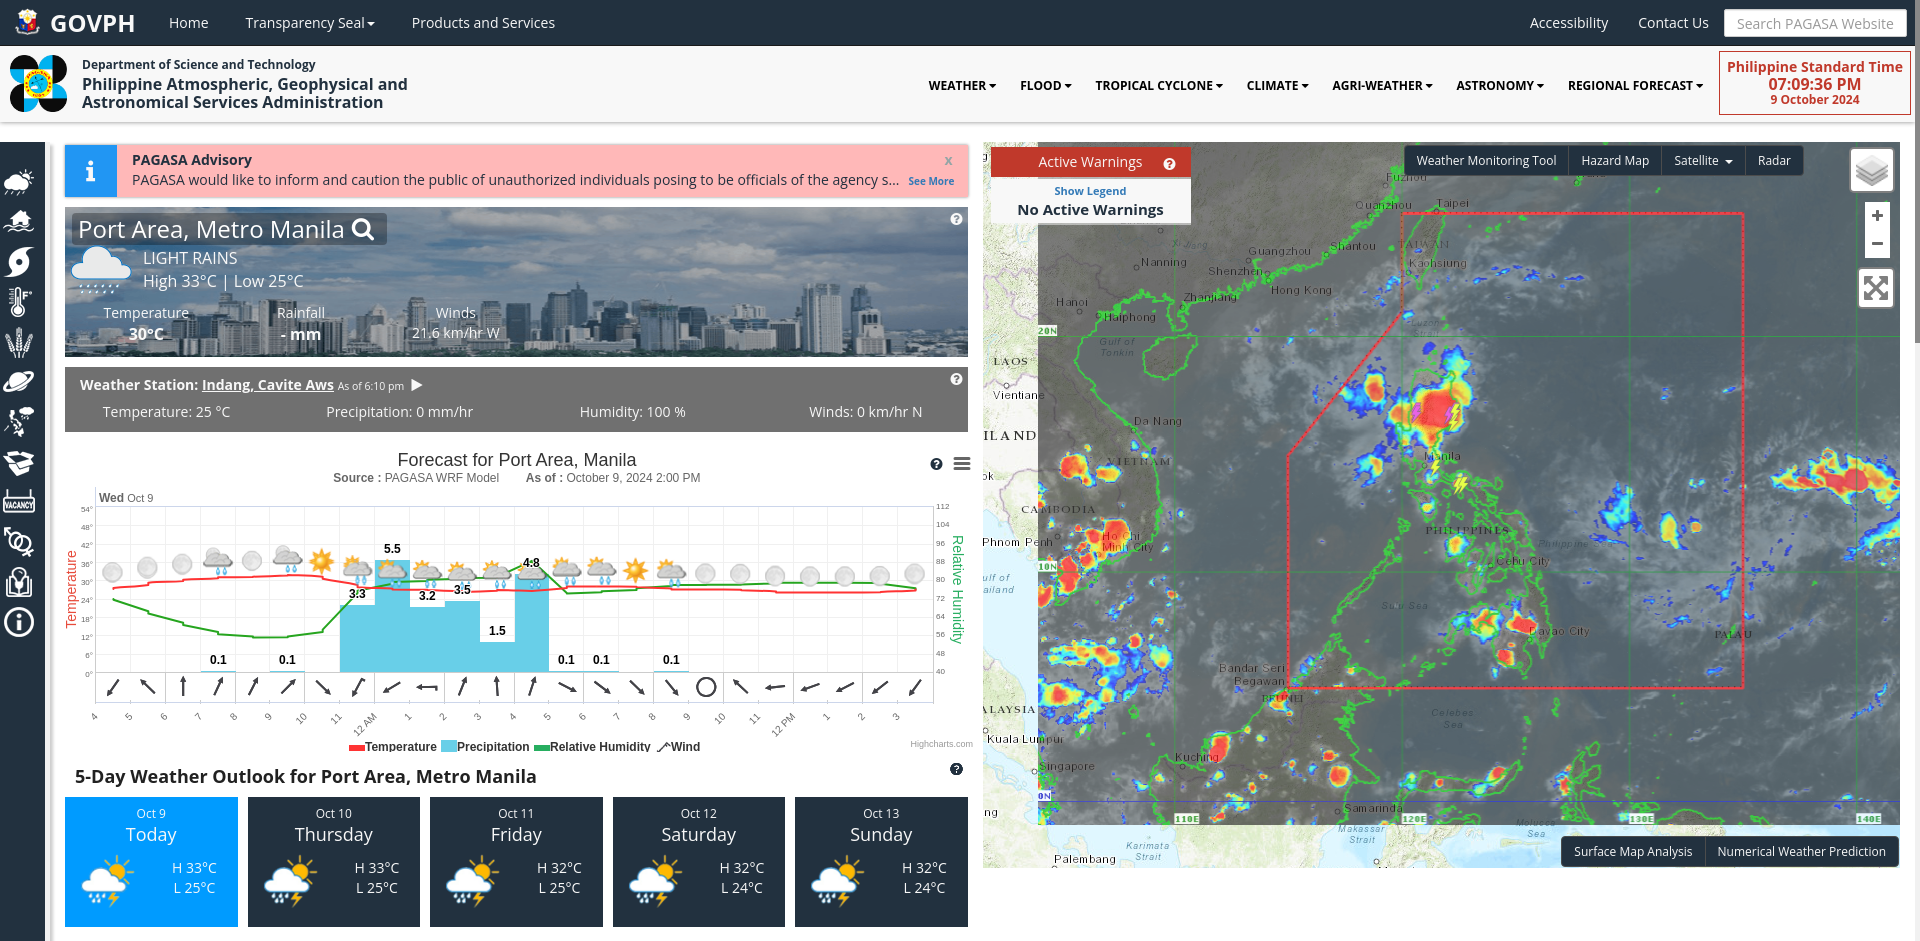 GOVPH
Home
Transparency Seal
Products and Services
Accessibility
Contact Us
Search PAGASA Website
Department of Science and Technology
Philippine Atmospheric, Geophysical and
Astronomical Services Administration
WEATHER
FLOOD
TROPICAL CYCLONE
CLIMATE
AGRI-WEATHER
ASTRONOMY
REGIONAL FORECAST
Philippine Standard Time
07:09:36 PM
9 October 2024
PAGASA Advisory
x
PAGASA would like to inform and caution the public of unauthorized individuals posing to be officials of the agency s... See More
Port Area, Metro Manila
LIGHT RAINS
High 33°C | Low 25°C
Temperature Rainfall Winds
30°C - mm 21.6 km/hr W
Weather Station: Indang, Cavite Aws As of 6:10 pm
Temperature: 25 °C Precipitation: 0 mm/hr Humidity: 100 % Winds: 0 km/hr N
Forecast for Port Area, Manila
Source : PAGASA WRF Model As of : October 9, 2024 2:00 PM
Wed Oct 9
Temperature
54°
48°
42°
36°
30°
24°
18°
12°
6°
0°
0.1
0.1
3.3
5.5
3.2
3.5
1.5
4.8
0.1
0.1
0.1
112
104
96
88
80
72
64
56
48
40
Relative Humidity
4 5 6 7 8 9 10 11 12 AM 1 2 3 4 5 6 7 8 9 10 11 12 PM 1 2 3
Temperature Precipitation Relative Humidity Wind
Highcharts.com
5-Day Weather Outlook for Port Area, Metro Manila
Oct 9
Today
H 33°C
L 25°C
Oct 10
Thursday
H 33°C
L 25°C
Oct 11
Friday
H 32°C
L 25°C
Oct 12
Saturday
H 32°C
L 24°C
Oct 13
Sunday
H 32°C
L 24°C
VACANCY
Active Warnings
Show Legend
No Active Warnings
Weather Monitoring Tool
Hazard Map
Satellite
Radar
+
−
Fuzhou
Quanzhou
Taipei
Xi Jiang
Guangzhou
Shantou
TAIWAN
Nanning
Shenzhen
Kaohsiung
Hanoi
Zhanjiang
Hong Kong
Haiphong
20N
Luzon
Gulf of
Tonkin
LAOS
Vientiane
Da Nang
ILAND
VIETNAM
Manila
ok
CAMBODIA
PHILIPPINES
Phnom Penh
Ho Chi
Minh City
Philippine
Cebu City
10N
ulf of
ailand
Sulu Sea
Davao City
PALAU
Bandar Seri
Begawan
BRUNEI
ALAYSIA
Celebes
Sea
Kuala Lumpur
Kuching
Singapore
0N
Samarinda
ng
110E
120E
130E
140E
Makassar
Strait
Molucca
Sea
Karimata
Strait
Palembang
Surface Map Analysis
Numerical Weather Prediction